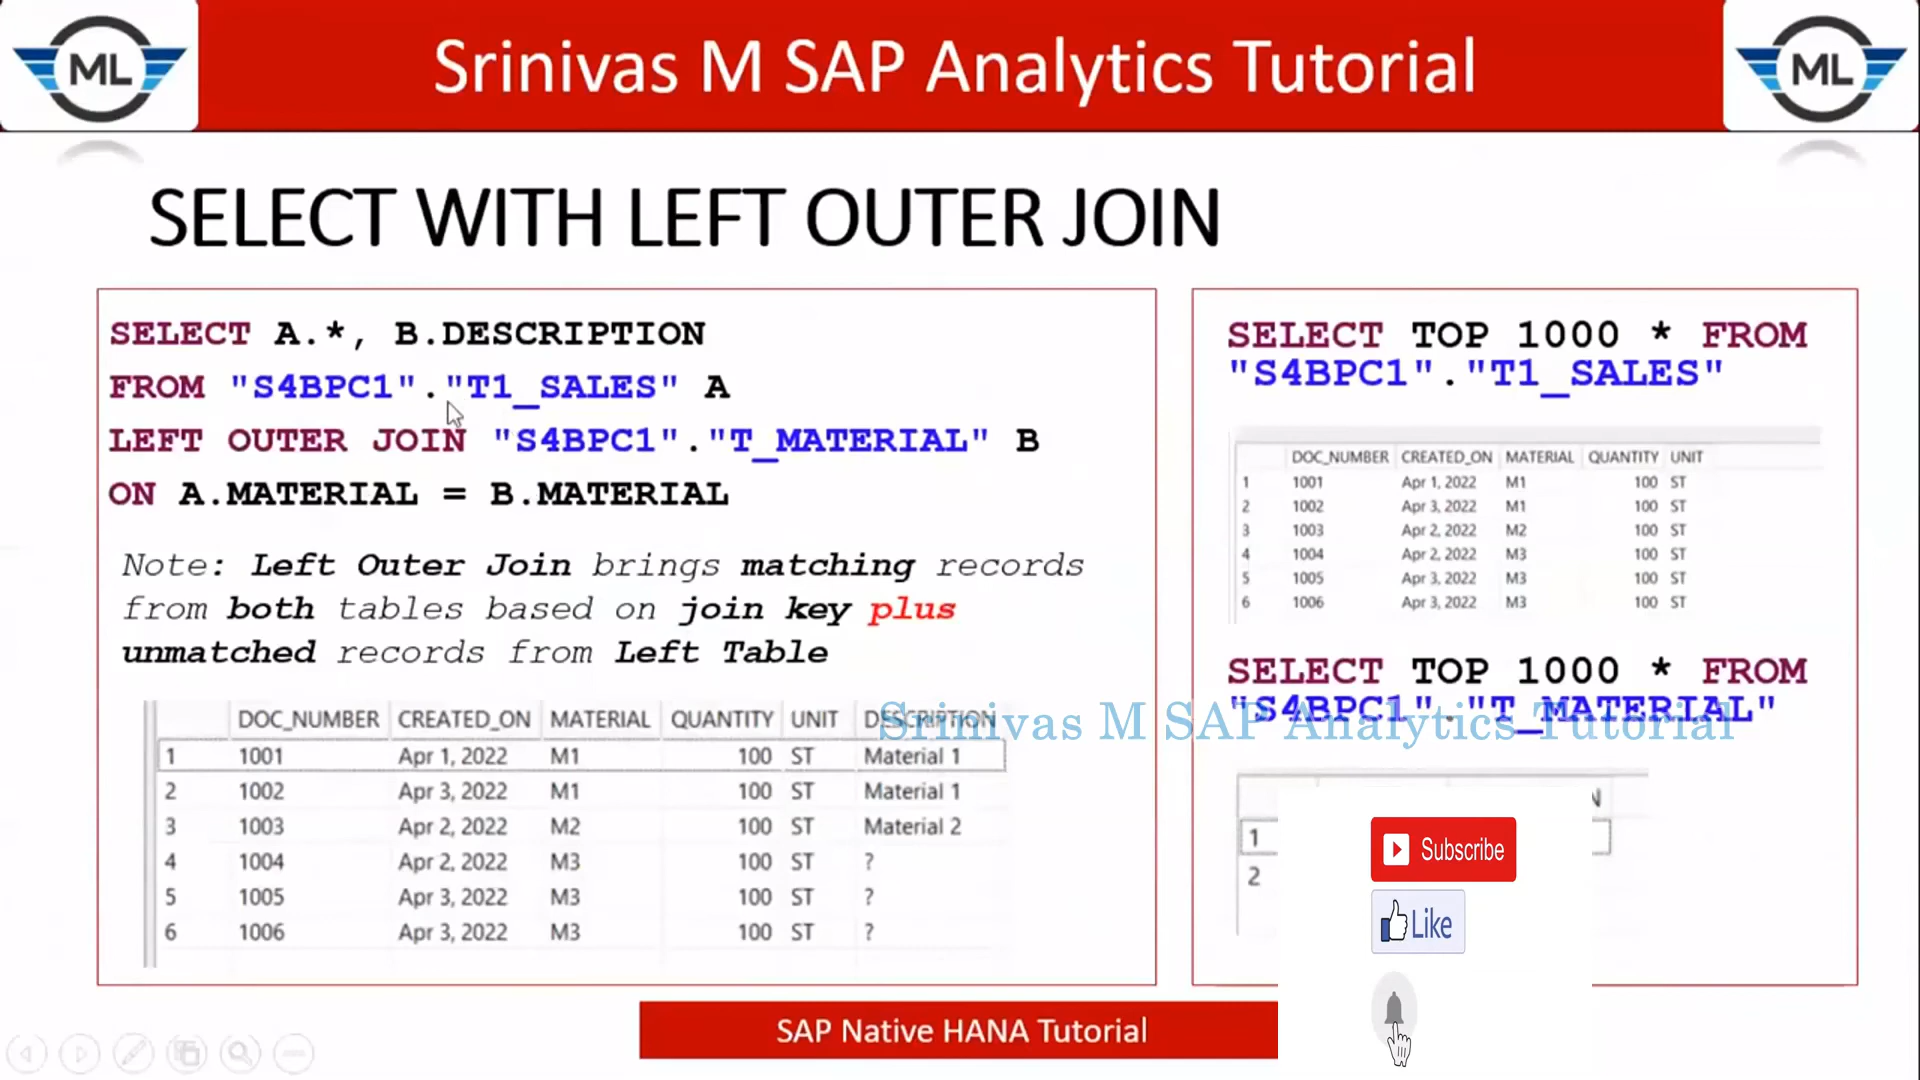 ML
Srinivas M SAP Analytics Tutorial
ML
SELECT WITH LEFT OUTER JOIN
SELECT A.*, B.DESCRIPTION
FROM "S4BPC1"."T1_SALES" A
LEFT OUTER JOIN "S4BPC1"."T_MATERIAL" B
ON A.MATERIAL = B.MATERIAL
Note: Left Outer Join brings matching records
from both tables based on join key plus
unmatched records from Left Table
DOC_NUMBER CREATED_ON MATERIAL QUANTITY UNIT DESCRIPTION
1 1001 Apr 1, 2022 M1 100 ST Material 1
2 1002 Apr 3, 2022 M1 100 ST Material 1
3 1003 Apr 2, 2022 M2 100 ST Material 2
4 1004 Apr 2, 2022 M3 100 ST ?
5 1005 Apr 3, 2022 M3 100 ST ?
6 1006 Apr 3, 2022 M3 100 ST ?
SELECT TOP 1000 * FROM
"S4BPC1"."T1_SALES"
DOC_NUMBER CREATED_ON MATERIAL QUANTITY UNIT
1 1001 Apr 1, 2022 M1 100 ST
2 1002 Apr 3, 2022 M1 100 ST
3 1003 Apr 2, 2022 M2 100 ST
4 1004 Apr 2, 2022 M3 100 ST
5 1005 Apr 3, 2022 M3 100 ST
6 1006 Apr 3, 2022 M3 100 ST
SELECT TOP 1000 * FROM
"S4BPC1"."T_MATERIAL"
Srinivas M SAP Analytics Tutorial
N
1
2
Subscribe
Like
SAP Native HANA Tutorial